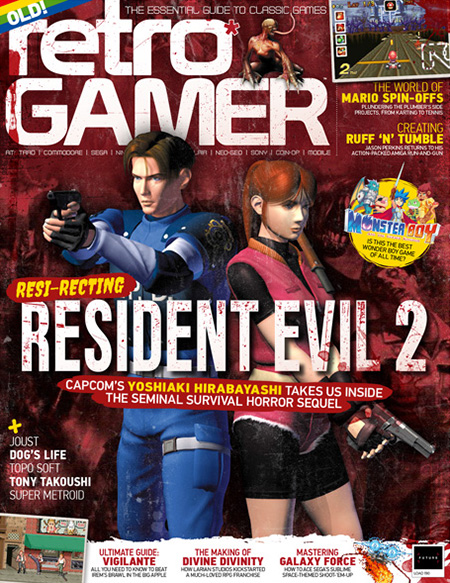 OLD!
THE ESSENTIAL GUIDE TO CLASSIC GAMES
retro*
GAMER
2
THE WORLD OF
MARIO SPIN-OFFS
PLUNDERING THE PLUMBER'S SIDE
PROJECTS, FROM KARTING TO TENNIS
CREATING
RUFF 'N' TUMBLE
JASON PERKINS RETURNS TO HIS
ACTION-PACKED AMIGA RUN-AND-GUN
| COMMODORE | SEGA | NEO-GEO | SONY | COIN-OP | MOBILE
MONSTER BOY
IS THIS THE BEST
WONDER BOY GAME
OF ALL TIME?
RESI-RECTING
RESIDENT EVIL 2
CAPCOM'S YOSHIAKI HIRABAYASHI TAKES US INSIDE
THE SEMINAL SURVIVAL HORROR SEQUEL
+
JOUST
DOG'S LIFE
TOPO SOFT
TONY TAKOUSHI
SUPER METROID
ULTIMATE GUIDE:
VIGILANTE
ALL YOU NEED TO KNOW TO BEAT
IREM'S BRAWL IN THE BIG APPLE
THE MAKING OF
DIVINE DIVINITY
HOW LARIAN STUDIOS KICKSTARTED
A MUCH-LOVED RPG FRANCHISE
MASTERING
GALAXY FORCE
HOW TO ACE SEGA'S SUBLIME
SPACE-THEMED SHOOT-'EM-UP
FUTURE